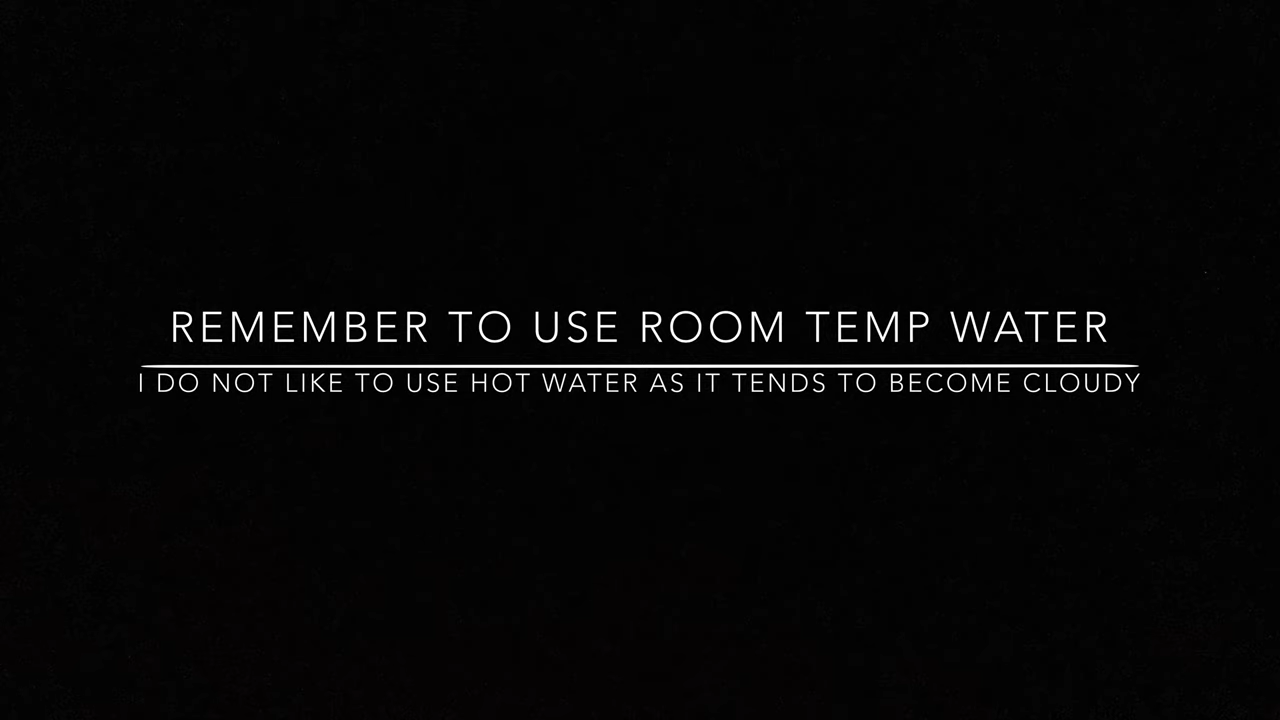 REMEMBER TO USE ROOM TEMP WATER
I DO NOT LIKE TO USE HOT WATER AS IT TENDS TO BECOME CLOUDY